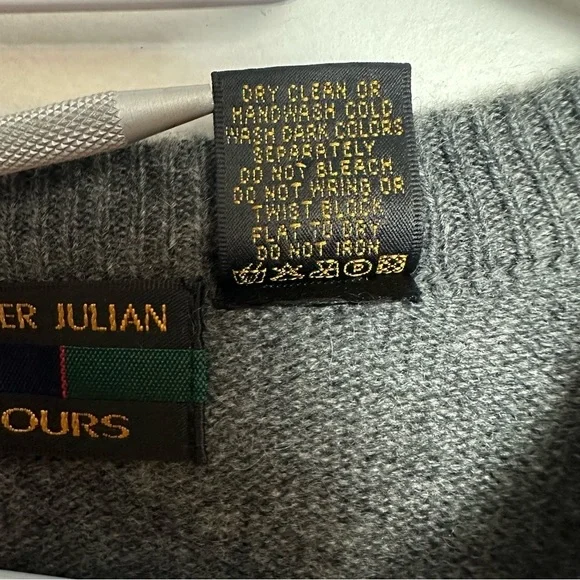 DRY CLEAN OR
HANDWASH COLD
WASH DARK COLORS
SEPARATELY
DO NOT BLEACH
DO NOT WRING OR
TWIST BLOCK
FLAT TO DRY
DO NOT IRON
P
ER JULIAN
OURS